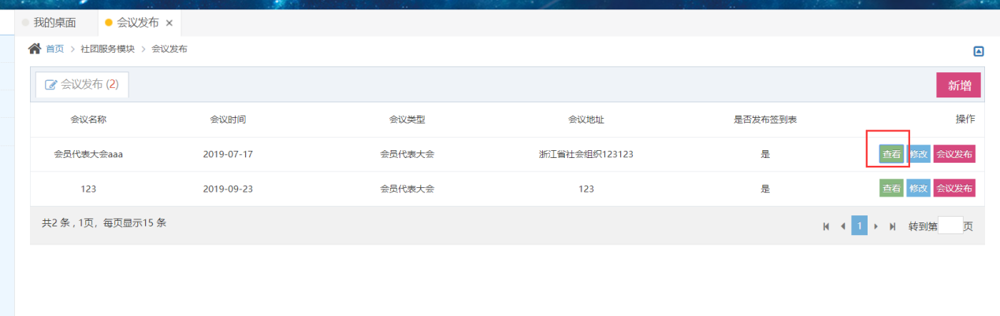 我的桌面 会议发布 ×
首页 > 社团服务模块 > 会议发布
会议发布 (2) 新增
会议名称 会议时间 会议类型 会议地址 是否发布签到表 操作
会员代表大会aaa 2019-07-17 会员代表大会 浙江省社会组织123123 是 查看 修改 会议发布
123 2019-09-23 会员代表大会 123 是 查看 修改 会议发布
共2 条 , 1页，每页显示15 条 1 转到第 页